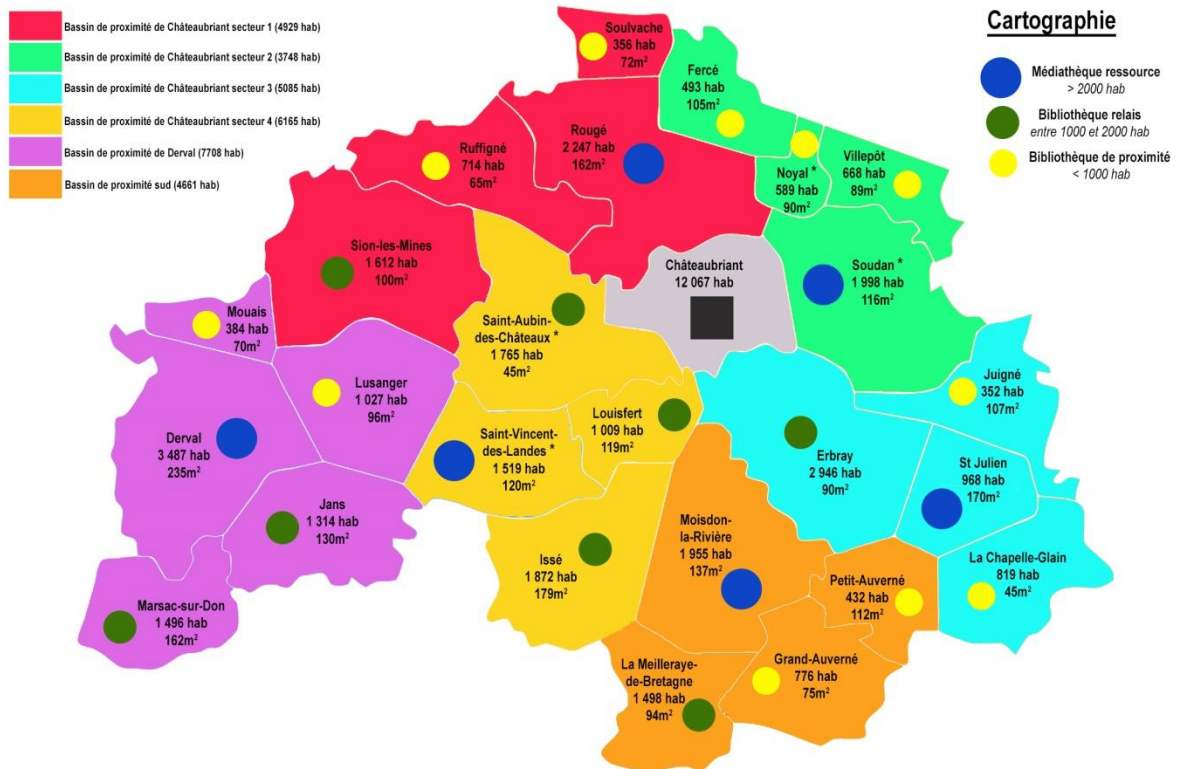 Bassin de proximité de Châteaubriant secteur 1 (4929 hab)
Bassin de proximité de Châteaubriant secteur 2 (3748 hab)
Bassin de proximité de Châteaubriant secteur 3 (5085 hab)
Bassin de proximité de Châteaubriant secteur 4 (6165 hab)
Bassin de proximité de Derval (7708 hab)
Bassin de proximité sud (4661 hab)
Cartographie
Médiathèque ressource
> 2000 hab
Bibliothèque relais
entre 1000 et 2000 hab
Bibliothèque de proximité
< 1000 hab
Soulvache
356 hab
72m²
Fercé
493 hab
105m²
Rougé
2 247 hab
162m²
Ruffigné
714 hab
65m²
Noyal *
589 hab
90m²
Villepôt
668 hab
89m²
Sion-les-Mines
1 612 hab
100m²
Châteaubriant
12 067 hab
Soudan *
1 998 hab
116m²
Mouais
384 hab
70m²
Saint-Aubin-
des-Châteaux *
1 765 hab
45m²
Juigné
352 hab
107m²
Lusanger
1 027 hab
96m²
Louisfert
1 009 hab
119m²
Derval
3 487 hab
235m²
Saint-Vincent-
des-Landes *
1 519 hab
120m²
Erbray
2 946 hab
90m²
St Julien
968 hab
170m²
Jans
1 314 hab
130m²
Moisdon-
la-Rivière
1 955 hab
137m²
Issé
1 872 hab
179m²
La Chapelle-Glain
819 hab
45m²
Petit-Auverné
432 hab
112m²
Marsac-sur-Don
1 496 hab
162m²
La Meilleraye-
de-Bretagne
1 498 hab
94m²
Grand-Auverné
776 hab
75m²